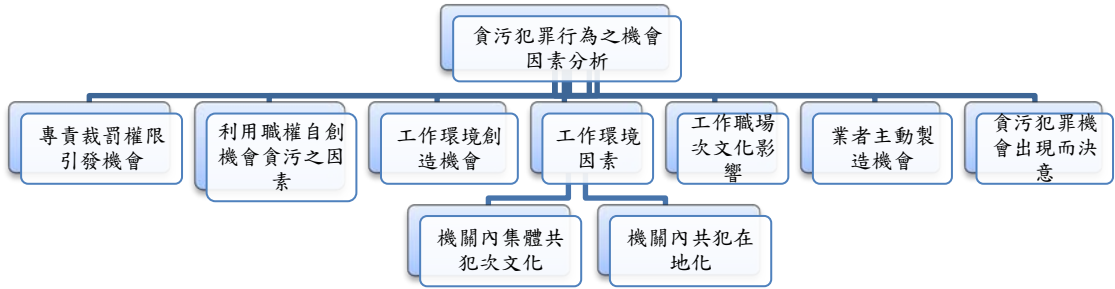 貪污犯罪行為之機會
因素分析
專責裁罰權限
引發機會
利用職權自創
機會貪污之因
素
工作環境創
造機會
工作環境
因素
工作職場
次文化影
響
業者主動製
造機會
貪污犯罪機
會出現而決
意
機關內集體共
犯次文化
機關內共犯在
地化